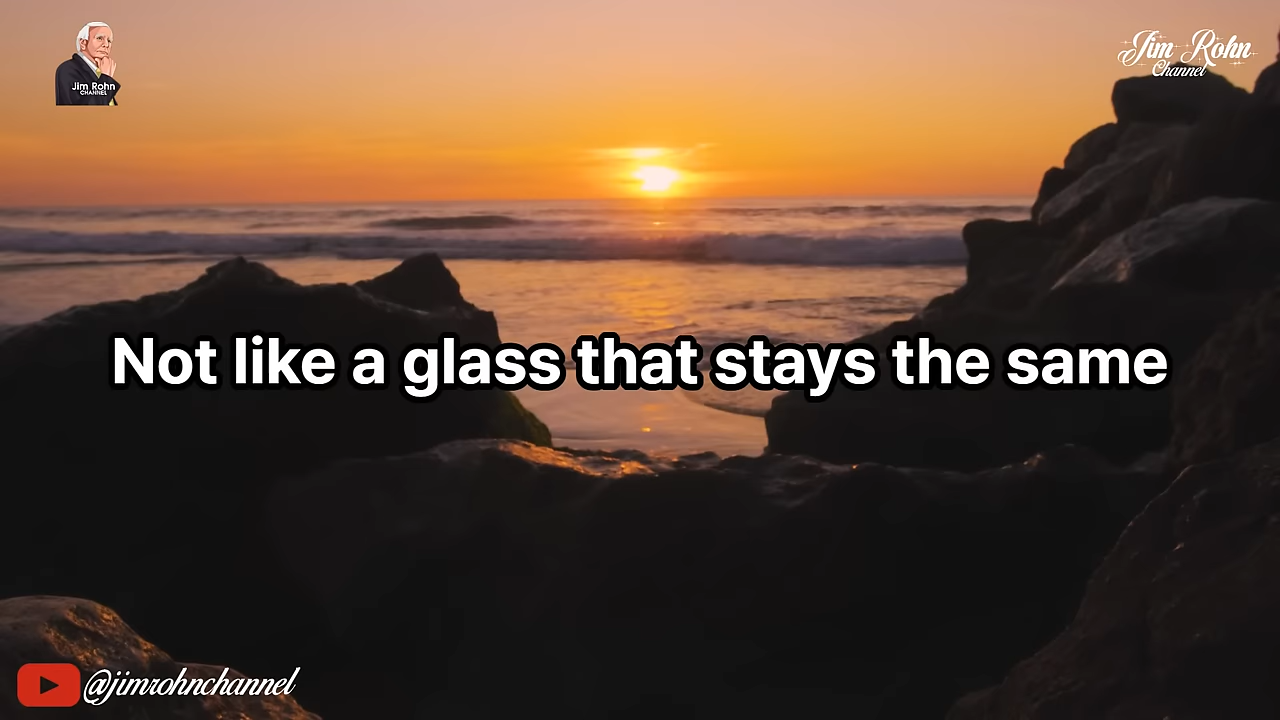 Jim Rohn
CHANNEL
Jim Rohn
Channel
Not like a glass that stays the same
@jimrohnchannel